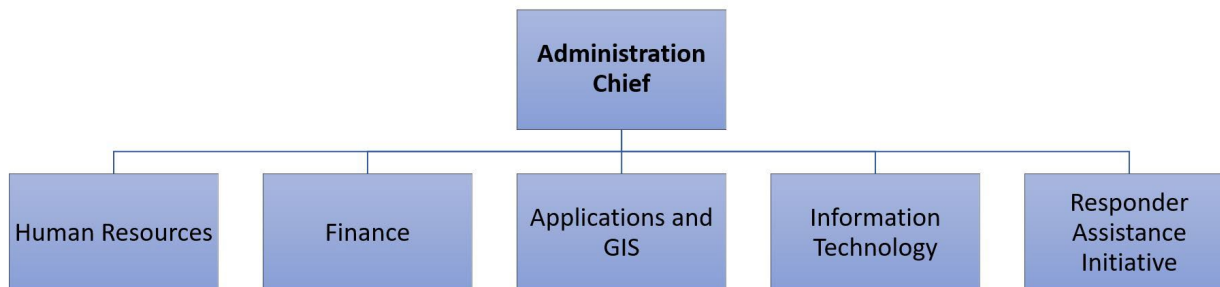 Administration
Chief
Human Resources
Finance
Applications and
GIS
Information
Technology
Responder
Assistance
Initiative